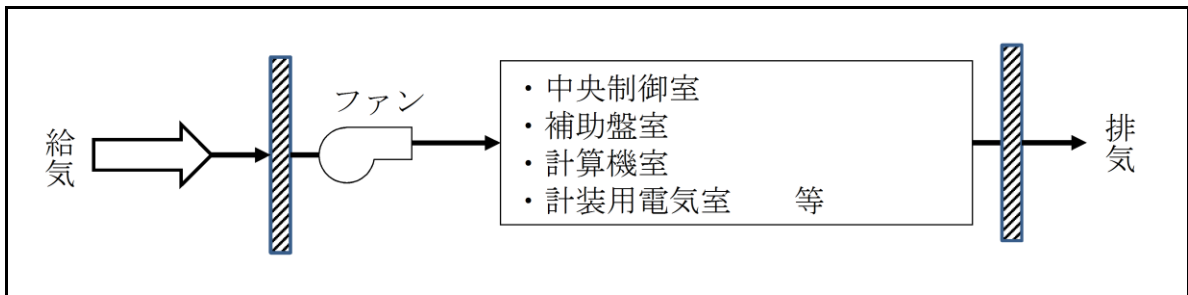 給気
ファン
・中央制御室
・補助盤室
・計算機室
・計装用電気室　　等
排気